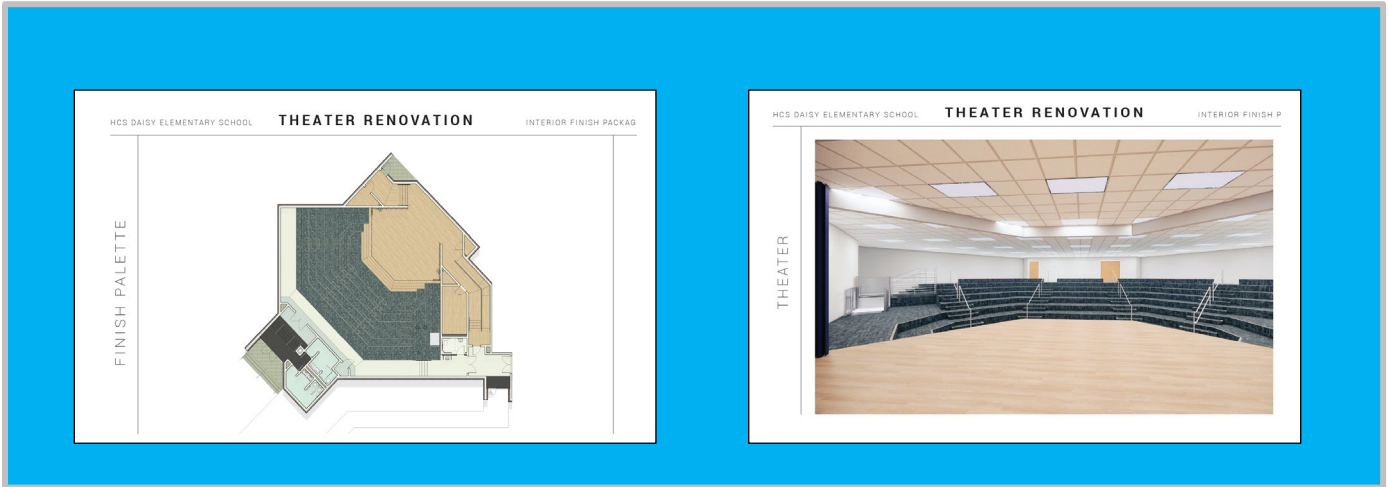 HCS DAISY ELEMENTARY SCHOOL THEATER RENOVATION INTERIOR FINISH PACKAG
FINISH PALETTE
HCS DAISY ELEMENTARY SCHOOL THEATER RENOVATION INTERIOR FINISH P
THEATER